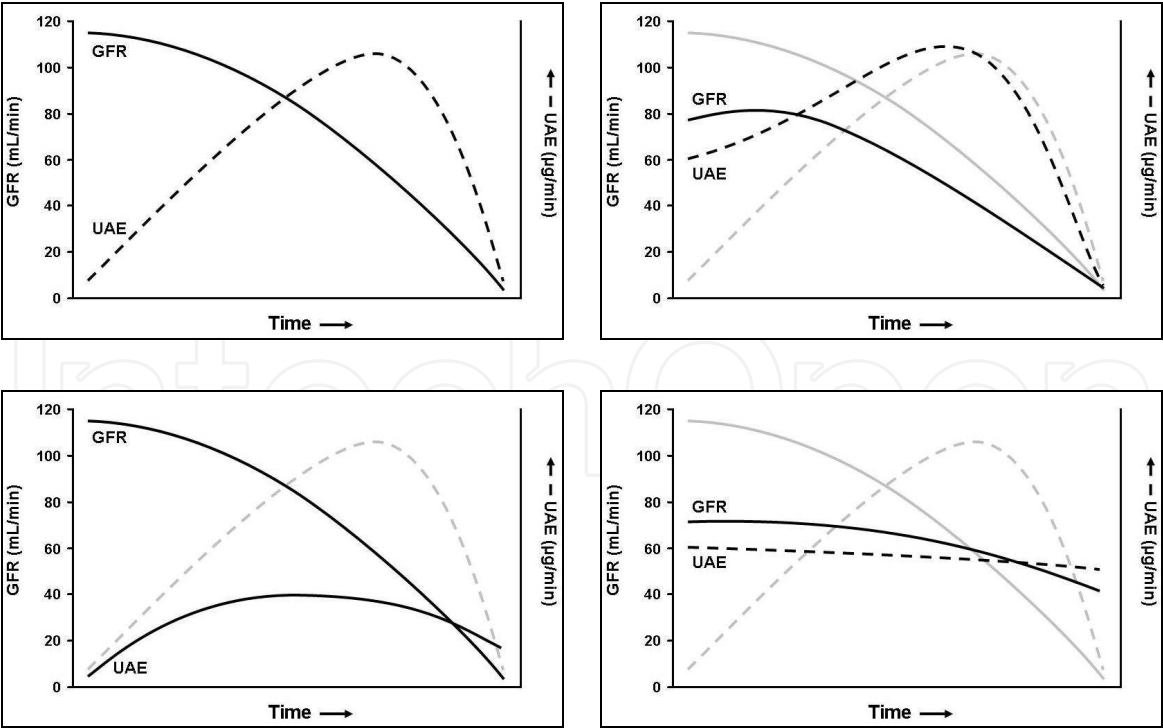 120
100
80
60
40
20
0
GFR (mL/min)
GFR
UAE
UAE (µg/min)
Time
120
100
80
60
40
20
0
GFR (mL/min)
GFR
UAE
UAE (µg/min)
Time
IntechOpen
120
100
80
60
40
20
0
GFR (mL/min)
GFR
UAE
UAE (µg/min)
Time
120
100
80
60
40
20
0
GFR (mL/min)
GFR
UAE
UAE (µg/min)
Time